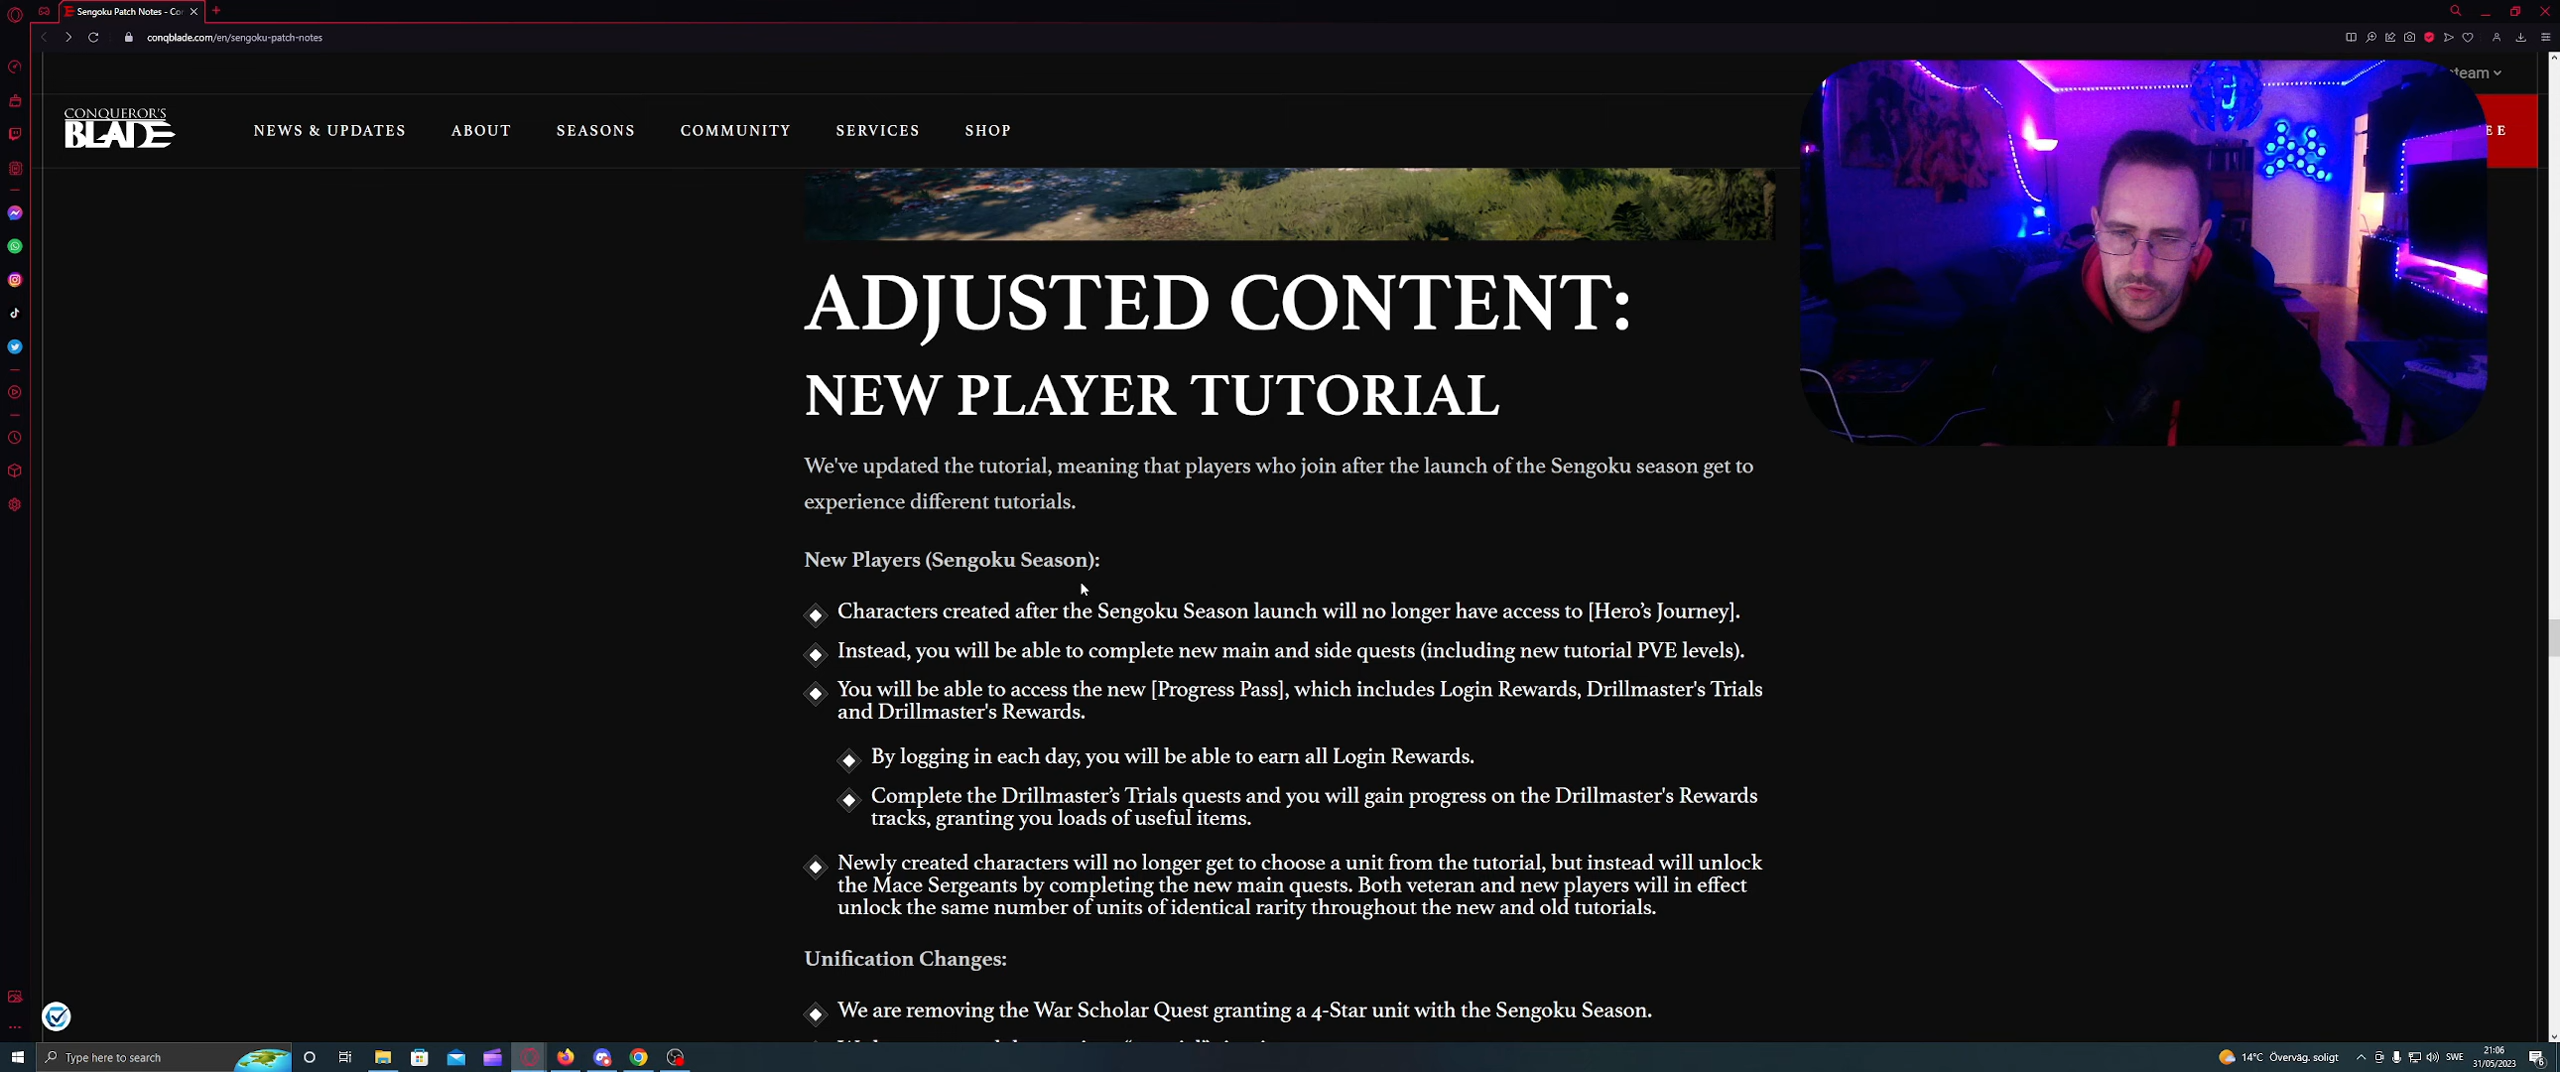 Sengoku Patch Notes - Co
conqblade.com/en/sengoku-patch-notes
team
CONQUEROR'S
BLADE
NEWS & UPDATES
ABOUT
SEASONS
COMMUNITY
SERVICES
SHOP
EE
ADJUSTED CONTENT:
NEW PLAYER TUTORIAL
We've updated the tutorial, meaning that players who join after the launch of the Sengoku season get to
experience different tutorials.
New Players (Sengoku Season):
Characters created after the Sengoku Season launch will no longer have access to [Hero's Journey].
Instead, you will be able to complete new main and side quests (including new tutorial PVE levels).
You will be able to access the new [Progress Pass], which includes Login Rewards, Drillmaster's Trials
and Drillmaster's Rewards.
By logging in each day, you will be able to earn all Login Rewards.
Complete the Drillmaster's Trials quests and you will gain progress on the Drillmaster's Rewards
tracks, granting you loads of useful items.
Newly created characters will no longer get to choose a unit from the tutorial, but instead will unlock
the Mace Sergeants by completing the new main quests. Both veteran and new players will in effect
unlock the same number of units of identical rarity throughout the new and old tutorials.
Unification Changes:
We are removing the War Scholar Quest granting a 4-Star unit with the Sengoku Season.
Type here to search
14°C Överväg. soligt
SWE
21:06
31/05/2023
6